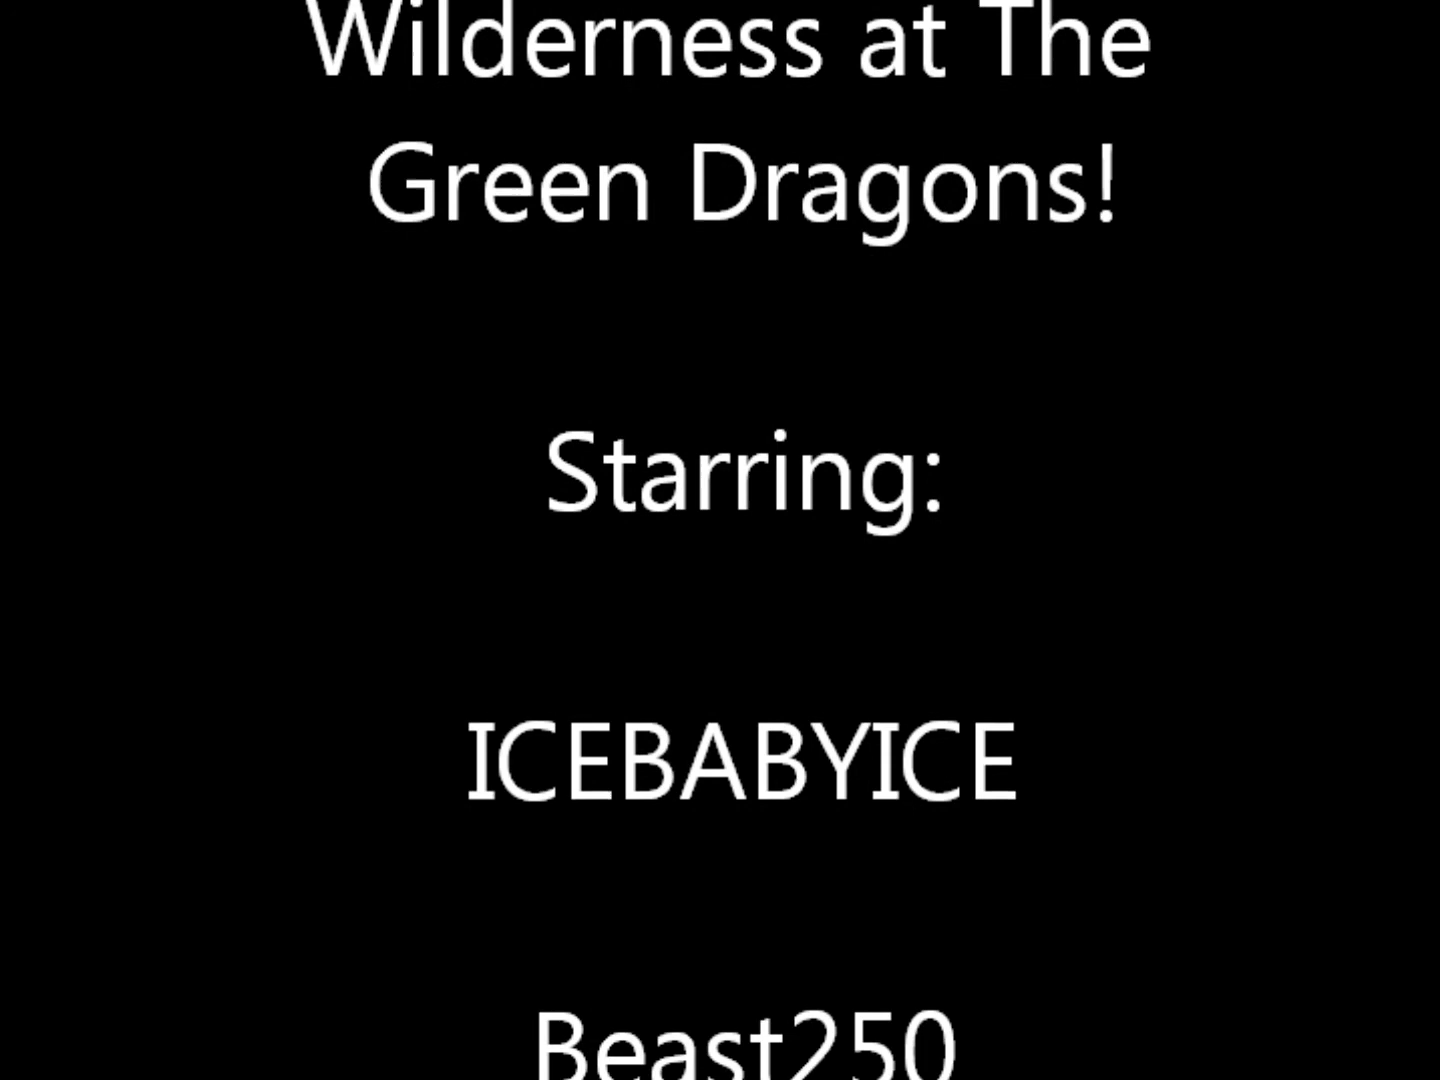 Wilderness at The
Green Dragons!
Starring:
ICEBABYICE
Beast250